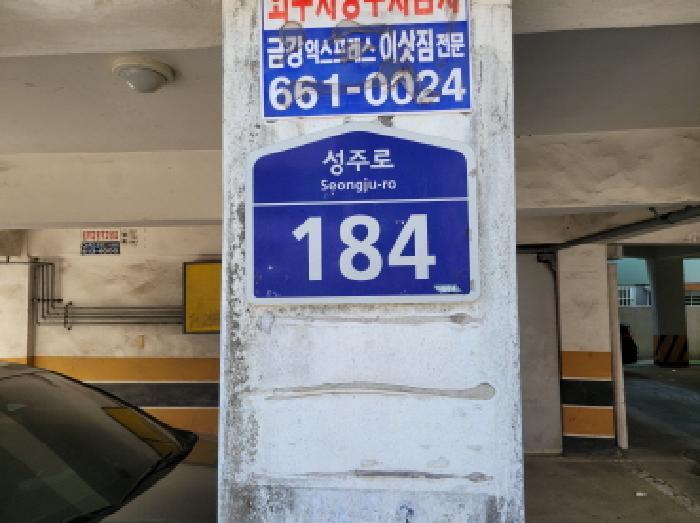 금강익스프레스 이삿짐전문
661-0024
성주로
Seongju-ro
184